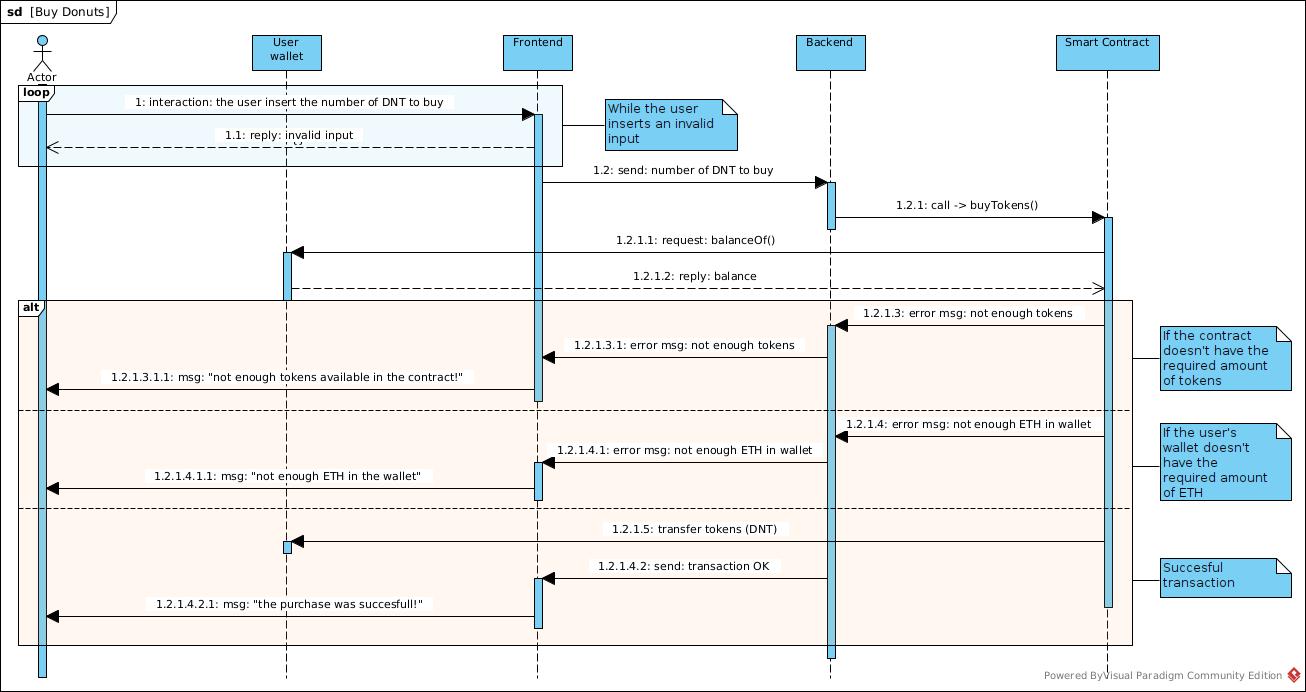 sd [Buy Donuts]
Actor
User
wallet
Frontend
Backend
Smart Contract
loop
1: interaction: the user insert the number of DNT to buy
1.1: reply: invalid input
While the user
inserts an invalid
input
1.2: send: number of DNT to buy
1.2.1: call -> buyTokens()
1.2.1.1: request: balanceOf()
1.2.1.2: reply: balance
alt
1.2.1.3: error msg: not enough tokens
1.2.1.3.1: error msg: not enough tokens
1.2.1.3.1.1: msg: "not enough tokens available in the contract!"
If the contract
doesn't have the
required amount
of tokens
1.2.1.4: error msg: not enough ETH in wallet
1.2.1.4.1: error msg: not enough ETH in wallet
1.2.1.4.1.1: msg: "not enough ETH in the wallet"
If the user's
wallet doesn't
have the
required amount
of ETH
1.2.1.5: transfer tokens (DNT)
1.2.1.4.2: send: transaction OK
1.2.1.4.2.1: msg: "the purchase was succesfull!"
Succesful
transaction
Powered ByVisual Paradigm Community Edition